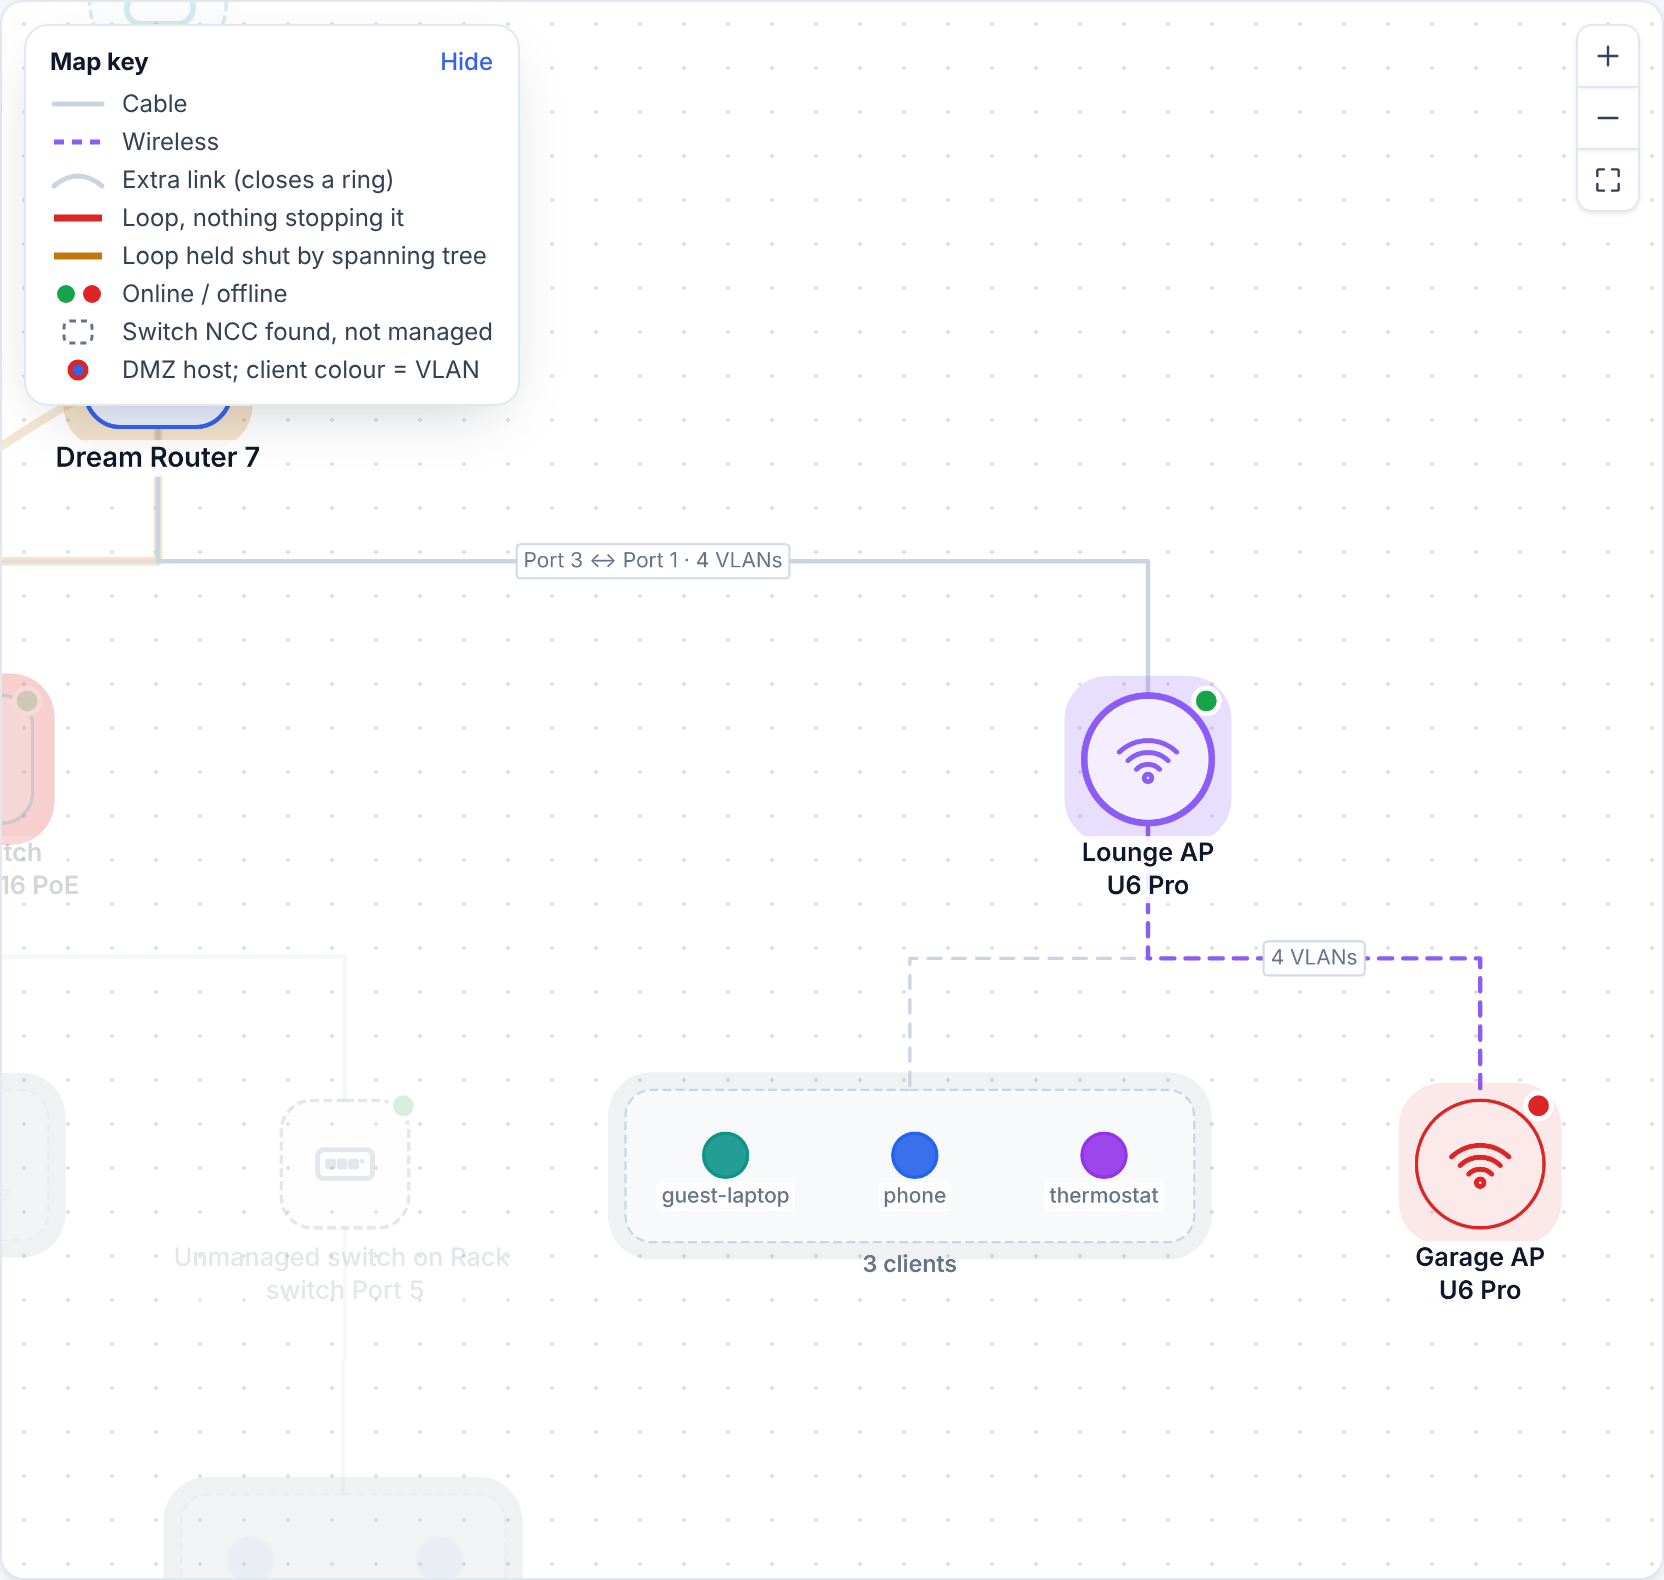 Map key
Hide
Cable
Wireless
Extra link (closes a ring)
Loop, nothing stopping it
Loop held shut by spanning tree
Online / offline
Switch NCC found, not managed
DMZ host; client colour = VLAN
Dream Router 7
Port 3 ↔ Port 1 · 4 VLANs
tch
16 PoE
Lounge AP
U6 Pro
4 VLANs
guest-laptop
phone
thermostat
3 clients
Unmanaged switch on Rack
switch Port 5
Garage AP
U6 Pro